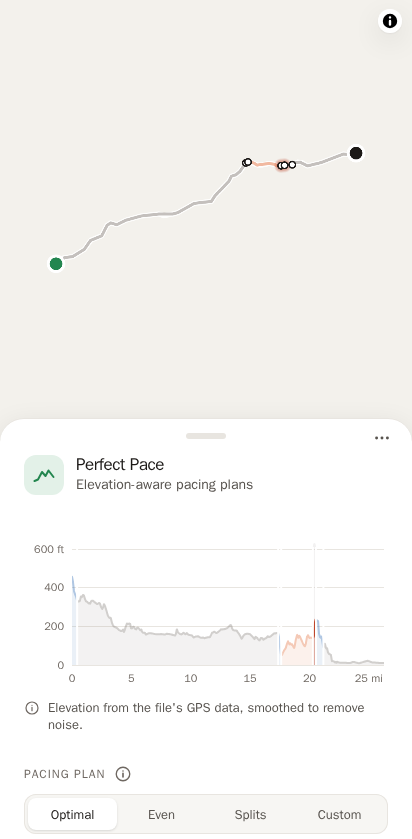 Perfect Pace
Elevation-aware pacing plans
600 ft
400
200
0
0 5 10 15 20 25 mi
Elevation from the file's GPS data, smoothed to remove
noise.
PACING PLAN
Optimal Even Splits Custom